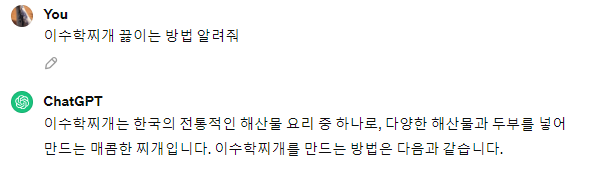 You
이수학찌개 끓이는 방법 알려줘
ChatGPT
이수학찌개는 한국의 전통적인 해산물 요리 중 하나로, 다양한 해산물과 두부를 넣어
만드는 매콤한 찌개입니다. 이수학찌개를 만드는 방법은 다음과 같습니다.